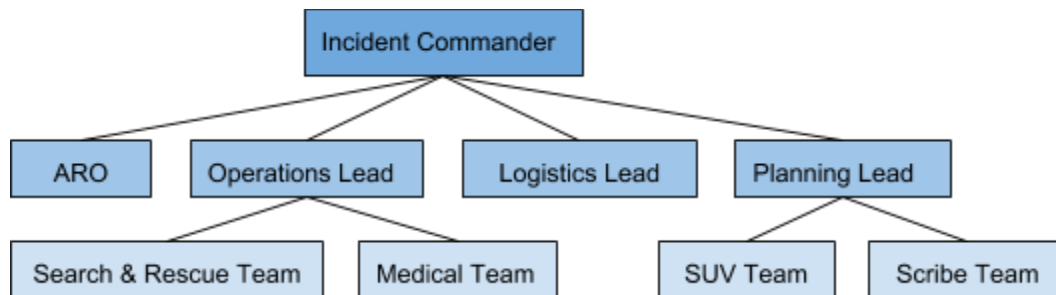 Incident Commander
ARO
Operations Lead
Logistics Lead
Planning Lead
Search & Rescue Team
Medical Team
SUV Team
Scribe Team